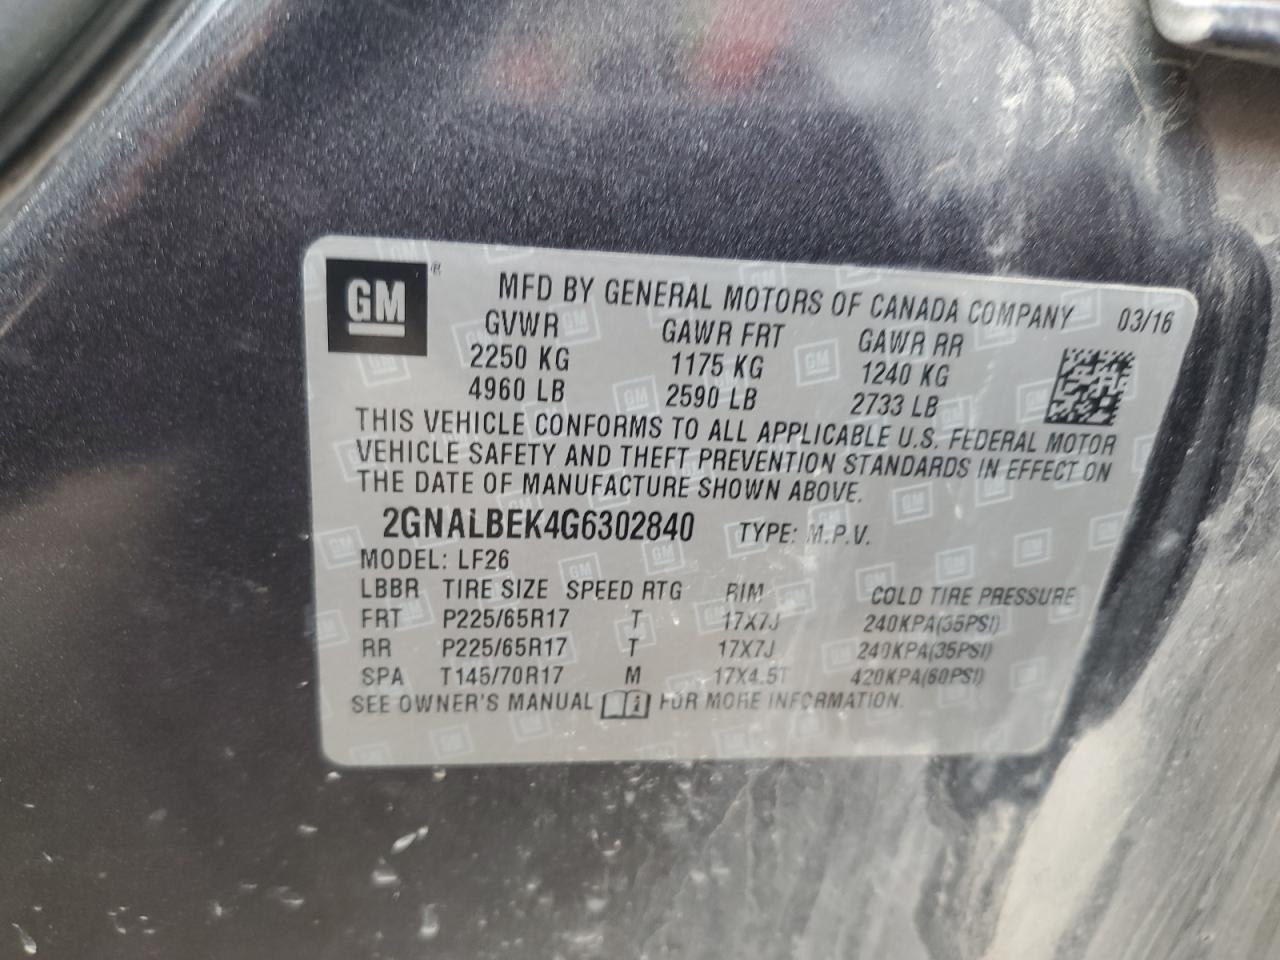 GM ®
MFD BY GENERAL MOTORS OF CANADA COMPANY 03/16
GVWR GAWR FRT GAWR RR
2250 KG 1175 KG 1240 KG
4960 LB 2590 LB 2733 LB
THIS VEHICLE CONFORMS TO ALL APPLICABLE U.S. FEDERAL MOTOR
VEHICLE SAFETY AND THEFT PREVENTION STANDARDS IN EFFECT ON
THE DATE OF MANUFACTURE SHOWN ABOVE.
2GNALBEK4G6302840 TYPE: M.P.V.
MODEL: LF26
LBBR TIRE SIZE SPEED RTG RIM COLD TIRE PRESSURE
FRT P225/65R17 T 17X7J 240KPA(35PSI)
RR P225/65R17 T 17X7J 240KPA(35PSI)
SPA T145/70R17 M 17X4.5T 420KPA(60PSI)
SEE OWNER'S MANUAL FOR MORE INFORMATION.